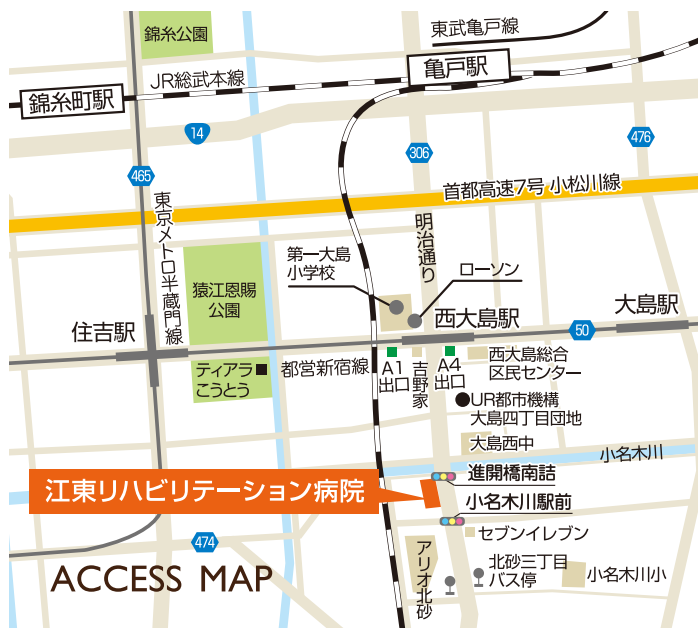 錦糸公園
東武亀戸線
亀戸駅
JR総武本線
錦糸町駅
14
306
476
465
首都高速7号 小松川線
東京メトロ半蔵門線
明治通り
第一大島
小学校
ローソン
猿江恩賜
公園
住吉駅
西大島駅
大島駅
50
ティアラ
こうとう
都営新宿線
A1
出口
吉野家
A4
出口
西大島総合
区民センター
UR都市機構
大島四丁目団地
大島西中
小名木川
進開橋南詰
江東リハビリテーション病院
小名木川駅前
セブンイレブン
474
アリオ北砂
北砂三丁目
バス停
小名木川小
ACCESS MAP